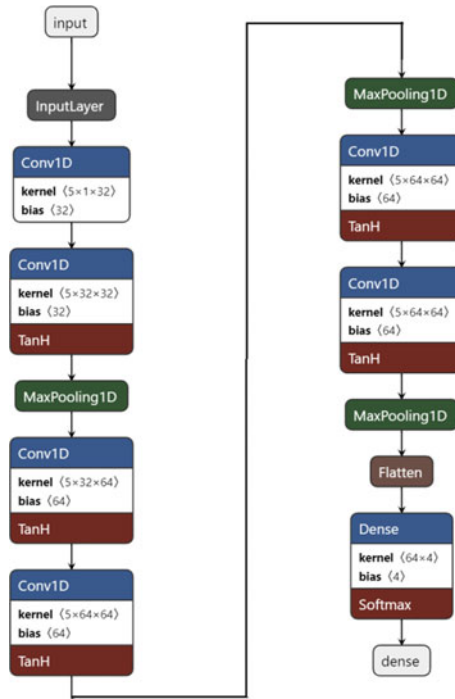 input
InputLayer
Conv1D
kernel ⟨5×1×32⟩
bias ⟨32⟩
Conv1D
kernel ⟨5×32×32⟩
bias ⟨32⟩
TanH
MaxPooling1D
Conv1D
kernel ⟨5×32×64⟩
bias ⟨64⟩
TanH
Conv1D
kernel ⟨5×64×64⟩
bias ⟨64⟩
TanH
MaxPooling1D
Conv1D
kernel ⟨5×64×64⟩
bias ⟨64⟩
TanH
Conv1D
kernel ⟨5×64×64⟩
bias ⟨64⟩
TanH
MaxPooling1D
Flatten
Dense
kernel ⟨64×4⟩
bias ⟨4⟩
Softmax
dense